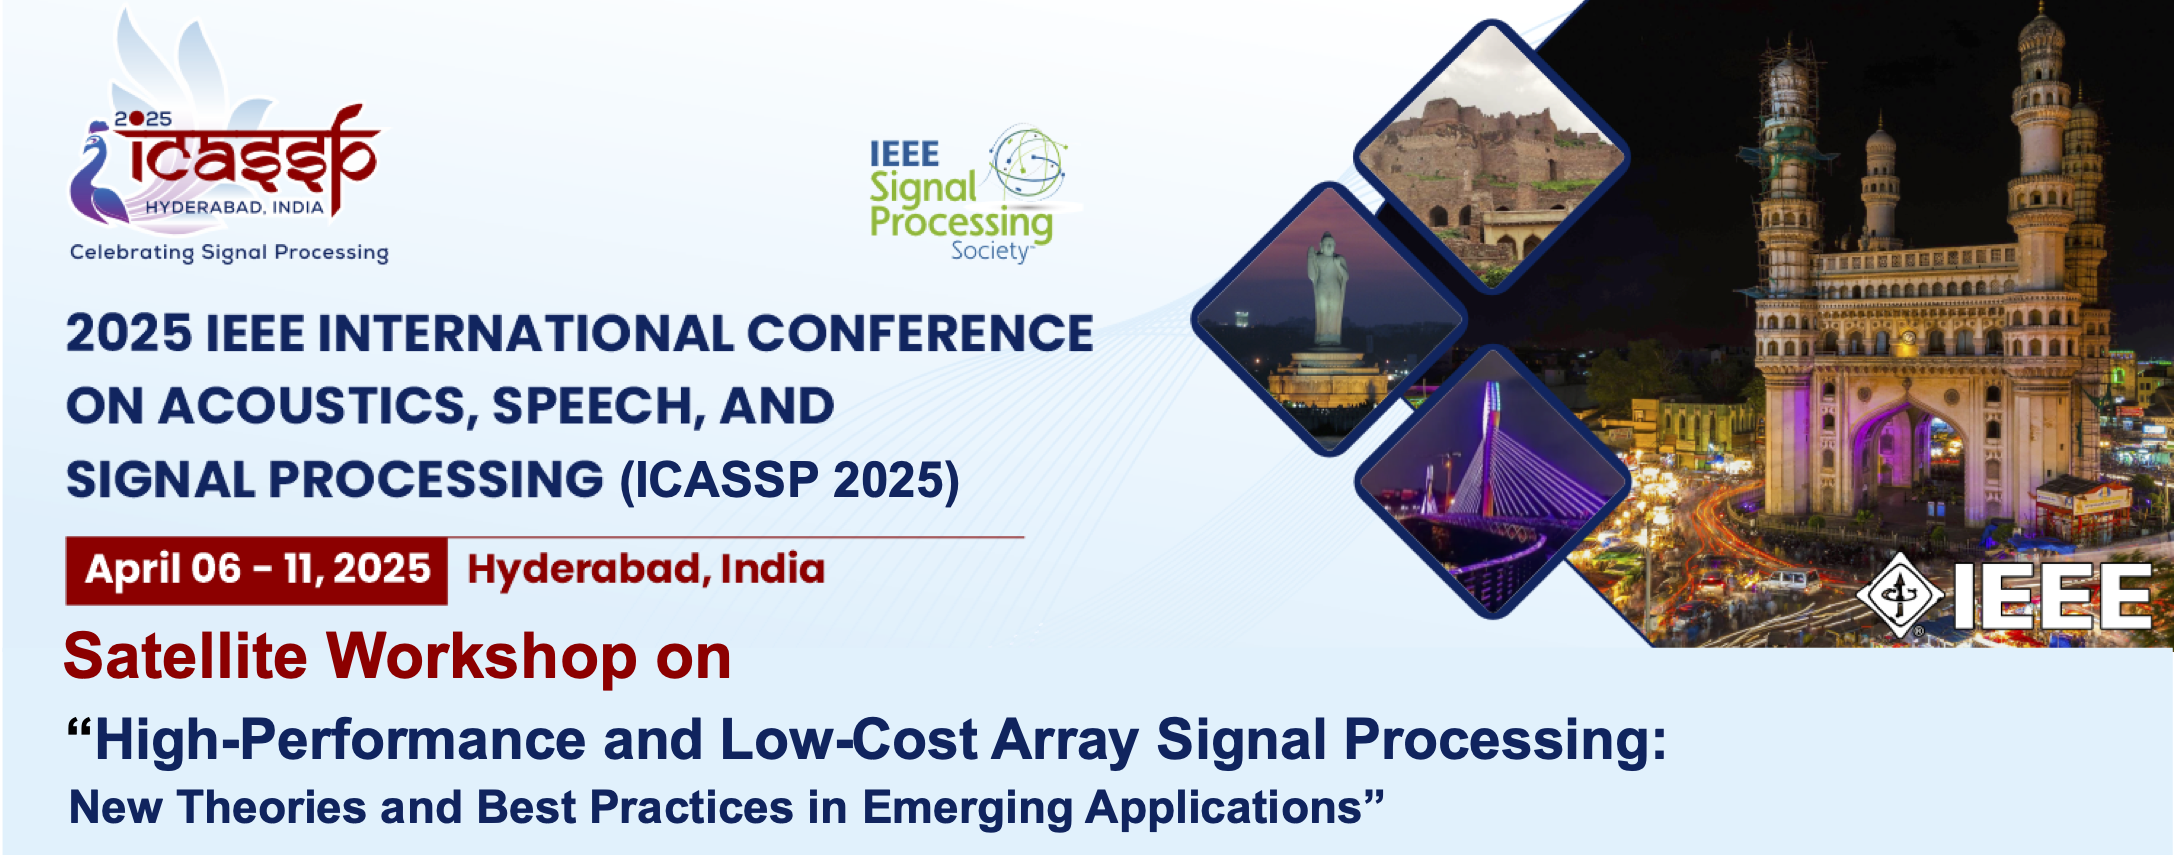 2025
icassp
HYDERABAD, INDIA
Celebrating Signal Processing
IEEE
Signal
Processing
Society
2025 IEEE INTERNATIONAL CONFERENCE
ON ACOUSTICS, SPEECH, AND
SIGNAL PROCESSING (ICASSP 2025)
April 06 - 11, 2025 Hyderabad, India
IEEE
®
Satellite Workshop on
“High-Performance and Low-Cost Array Signal Processing:
New Theories and Best Practices in Emerging Applications”